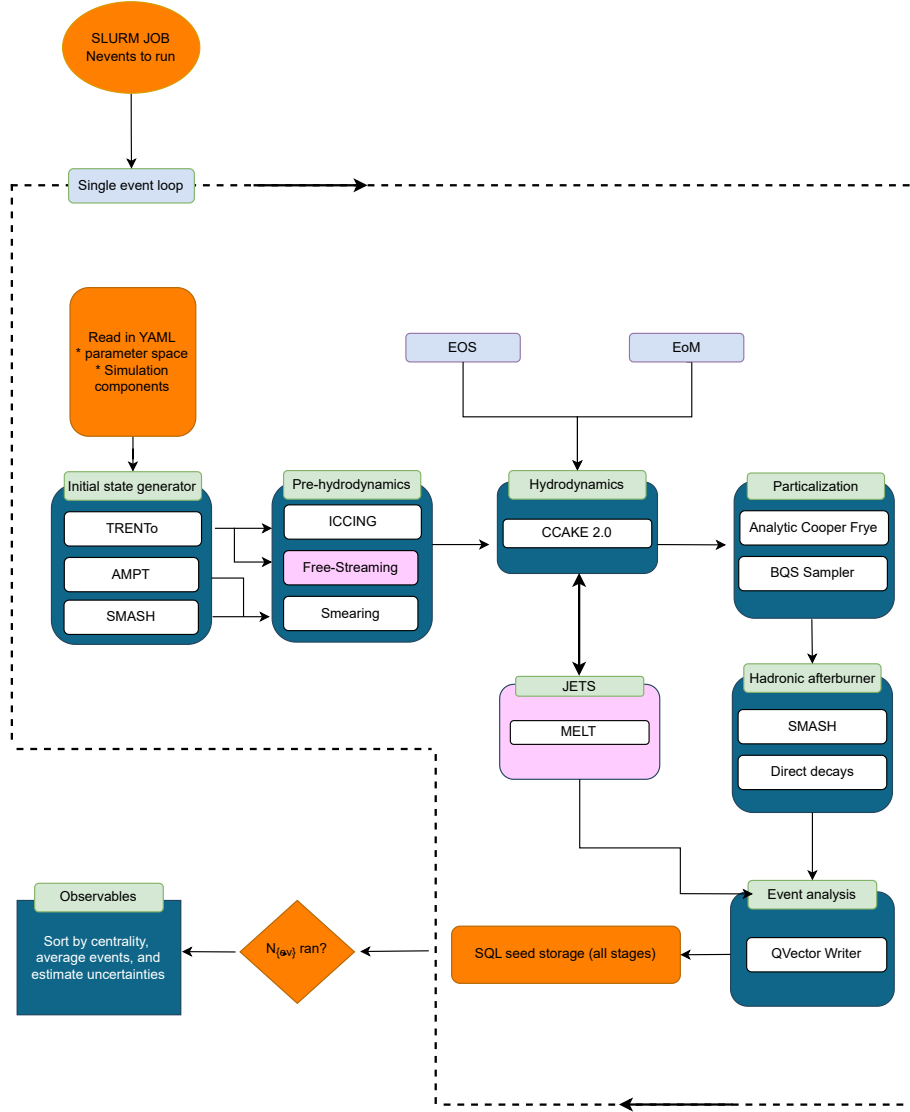 SLURM JOB
Nevents to run
Single event loop
Read in YAML
* parameter space
* Simulation
components
EOS
EoM
Initial state generator
TRENTo
AMPT
SMASH
Pre-hydrodynamics
ICCING
Free-Streaming
Smearing
Hydrodynamics
CCAKE 2.0
Particalization
Analytic Cooper Frye
BQS Sampler
JETS
MELT
Hadronic afterburner
SMASH
Direct decays
Event analysis
QVector Writer
SQL seed storage (all stages)
N_{ev} ran?
Observables
Sort by centrality,
average events, and
estimate uncertainties